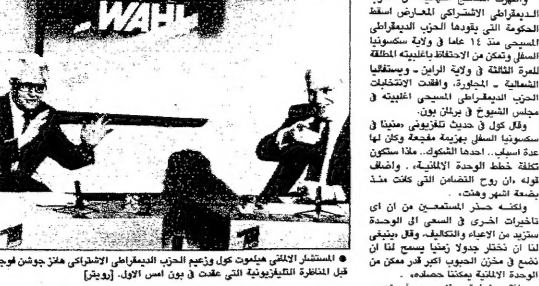 WAHL
الديمقراطي الاشتراكي المعارض اسقط
الحكومة التي يقودها الحزب الديمقراطي
المسيحي منذ ١٤ عاما في ولاية سكسونيا
السفلى وتمكن من الاحتفاظ باغلبيته المطلقة
للمرة الثالثة في ولاية الراين ـ ويستفاليا
الشمالية ـ المجاورة. وافقدت الانتخابات
الحزب الديمقراطي المسيحي اغلبيته في
مجلس الشيوخ في برلمان بون.
وقال كول في حديث تلفزيوني «منينا في
سكسونيا السفلى بهزيمة مفجعة وكان لها
عدة اسباب.. احدها الشكوك.. ماذا ستكون
تكلفة خطط الوحدة الالمانية». واضاف
قوله «ان روح التضامن التي كانت منذ
بضعة اشهر وهنت» .
ولكنه حذر المستمعين من ان اي
تاخيرات اخرى في السعي الى الوحدة
ستزيد من الاعباء والتكاليف. وقال «ينبغي
لنا ان نختار جدولا زمنيا يسمح لنا ان
نضع في مخزن الحبوب اكبر قدر ممكن من
الوحدة الالمانية يمكننا حصاده» .
● المستشار الالماني هيلموت كول وزعيم الحزب الديمقراطي الاشتراكي هانز جوشن فوجل
قبل المناظرة التليفزيونية التي عقدت في بون امس الاول. [رويتر]